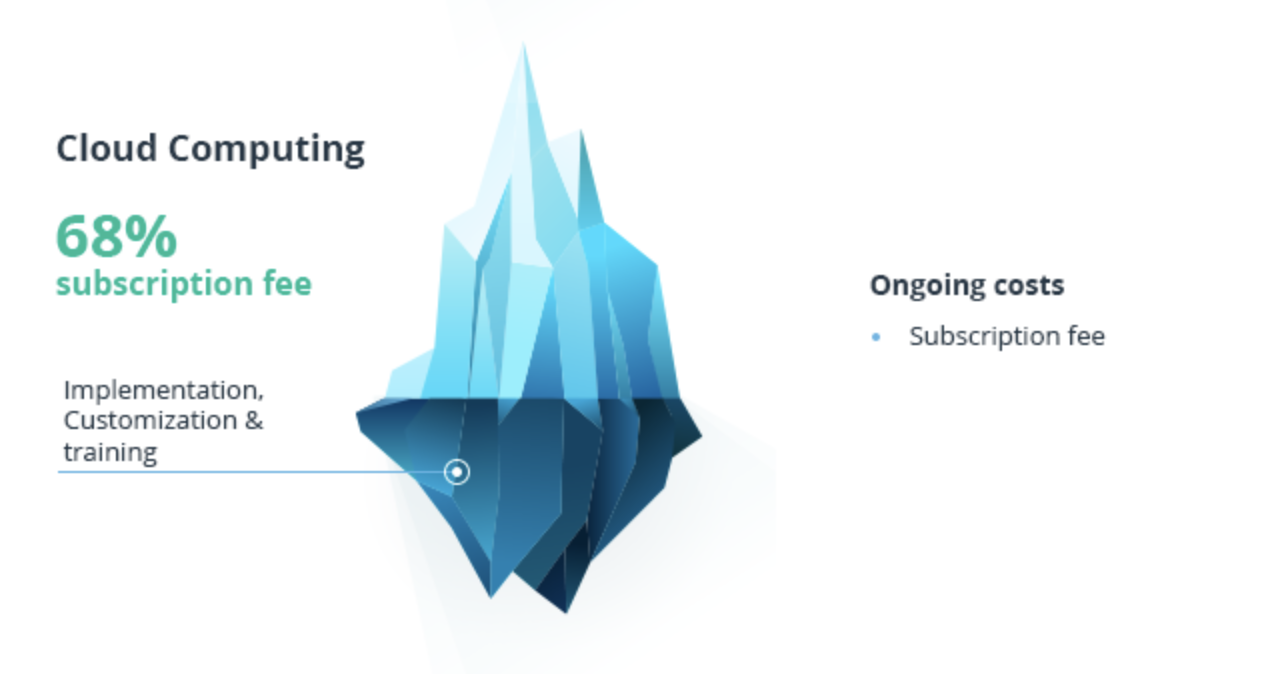 Cloud Computing
68%
subscription fee
Implementation,
Customization &
training
Ongoing costs
• Subscription fee